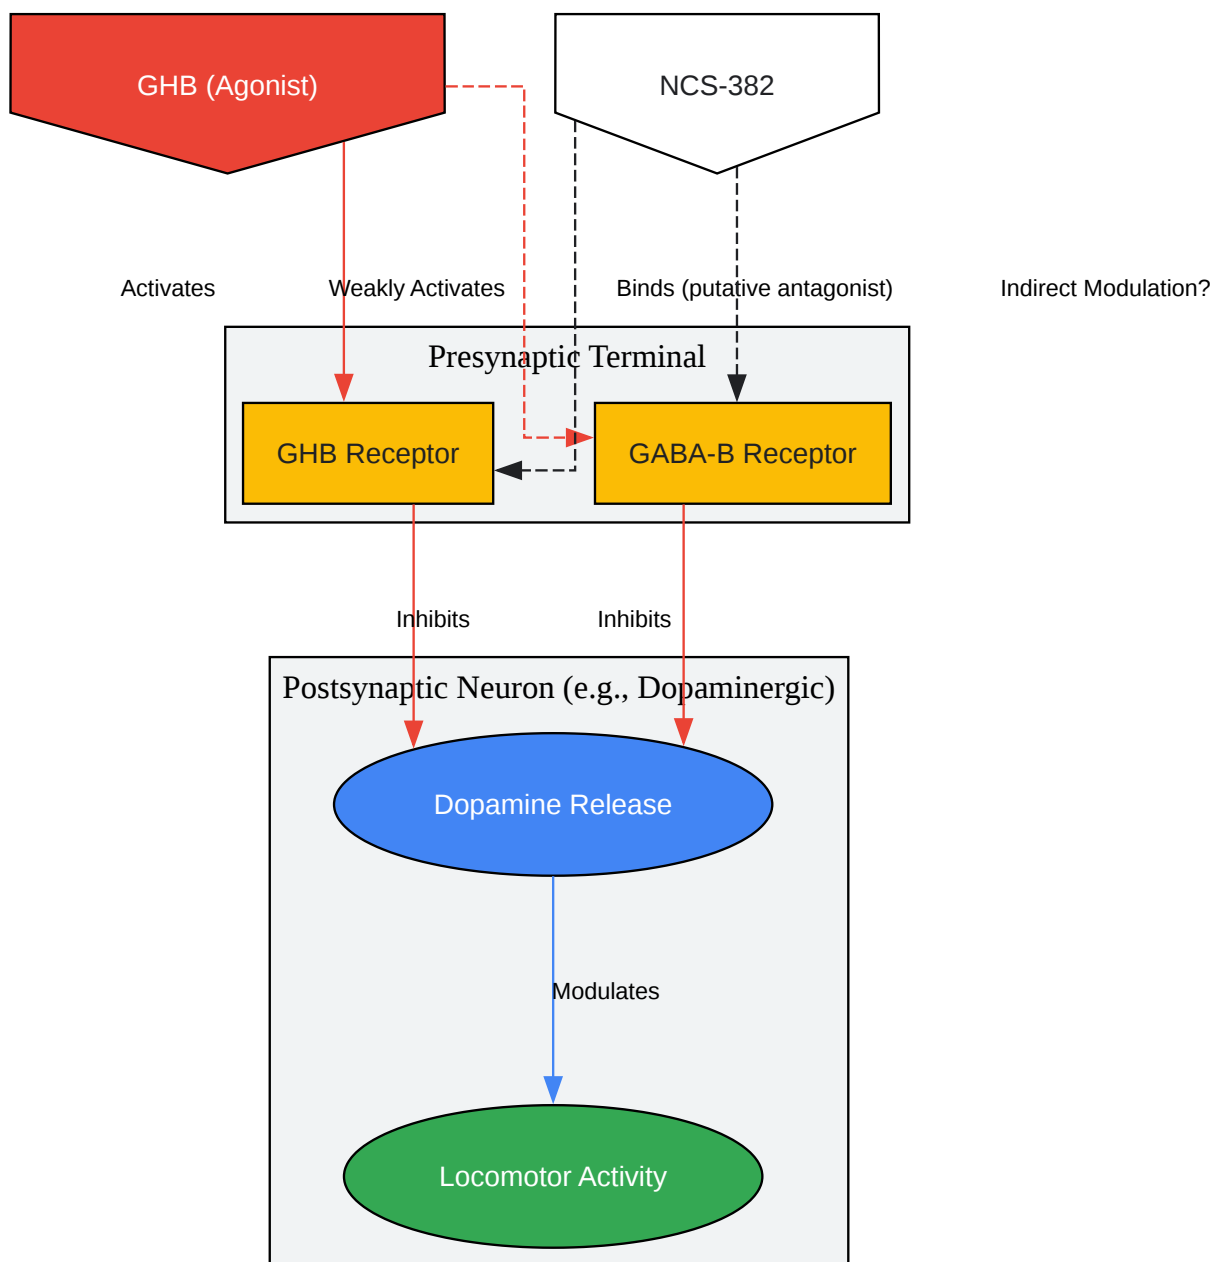 GHB (Agonist)
NCS-382
Activates
Weakly Activates
Binds (putative antagonist)
Indirect Modulation?
Presynaptic Terminal
GHB Receptor
GABA-B Receptor
Inhibits
Inhibits
Postsynaptic Neuron (e.g., Dopaminergic)
Dopamine Release
Modulates
Locomotor Activity